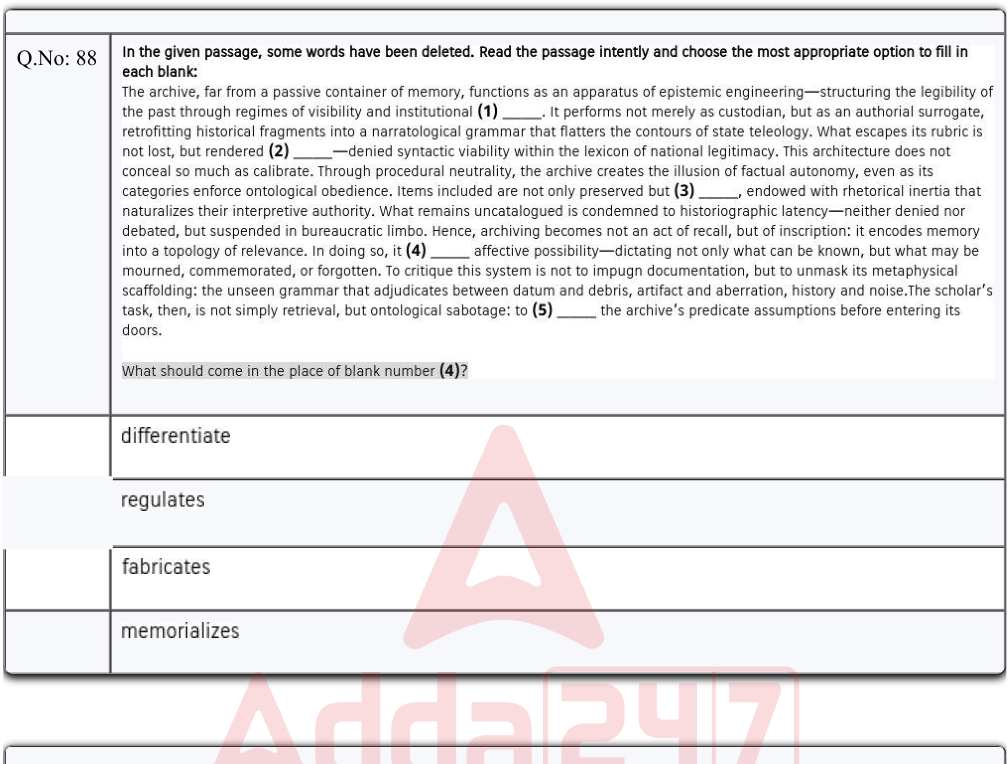 Q.No: 88
In the given passage, some words have been deleted. Read the passage intently and choose the most appropriate option to fill in
each blank:
The archive, far from a passive container of memory, functions as an apparatus of epistemic engineering—structuring the legibility of
the past through regimes of visibility and institutional (1) _____. It performs not merely as custodian, but as an authorial surrogate,
retrofitting historical fragments into a narratological grammar that flatters the contours of state teleology. What escapes its rubric is
not lost, but rendered (2) _____—denied syntactic viability within the lexicon of national legitimacy. This architecture does not
conceal so much as calibrate. Through procedural neutrality, the archive creates the illusion of factual autonomy, even as its
categories enforce ontological obedience. Items included are not only preserved but (3) _____, endowed with rhetorical inertia that
naturalizes their interpretive authority. What remains uncatalogued is condemned to historiographic latency—neither denied nor
debated, but suspended in bureaucratic limbo. Hence, archiving becomes not an act of recall, but of inscription: it encodes memory
into a topology of relevance. In doing so, it (4) _____ affective possibility—dictating not only what can be known, but what may be
mourned, commemorated, or forgotten. To critique this system is not to impugn documentation, but to unmask its metaphysical
scaffolding: the unseen grammar that adjudicates between datum and debris, artifact and aberration, history and noise.The scholar's
task, then, is not simply retrieval, but ontological sabotage: to (5) _____ the archive's predicate assumptions before entering its
doors.
What should come in the place of blank number (4)?
differentiate
regulates
fabricates
memorializes
Adda247